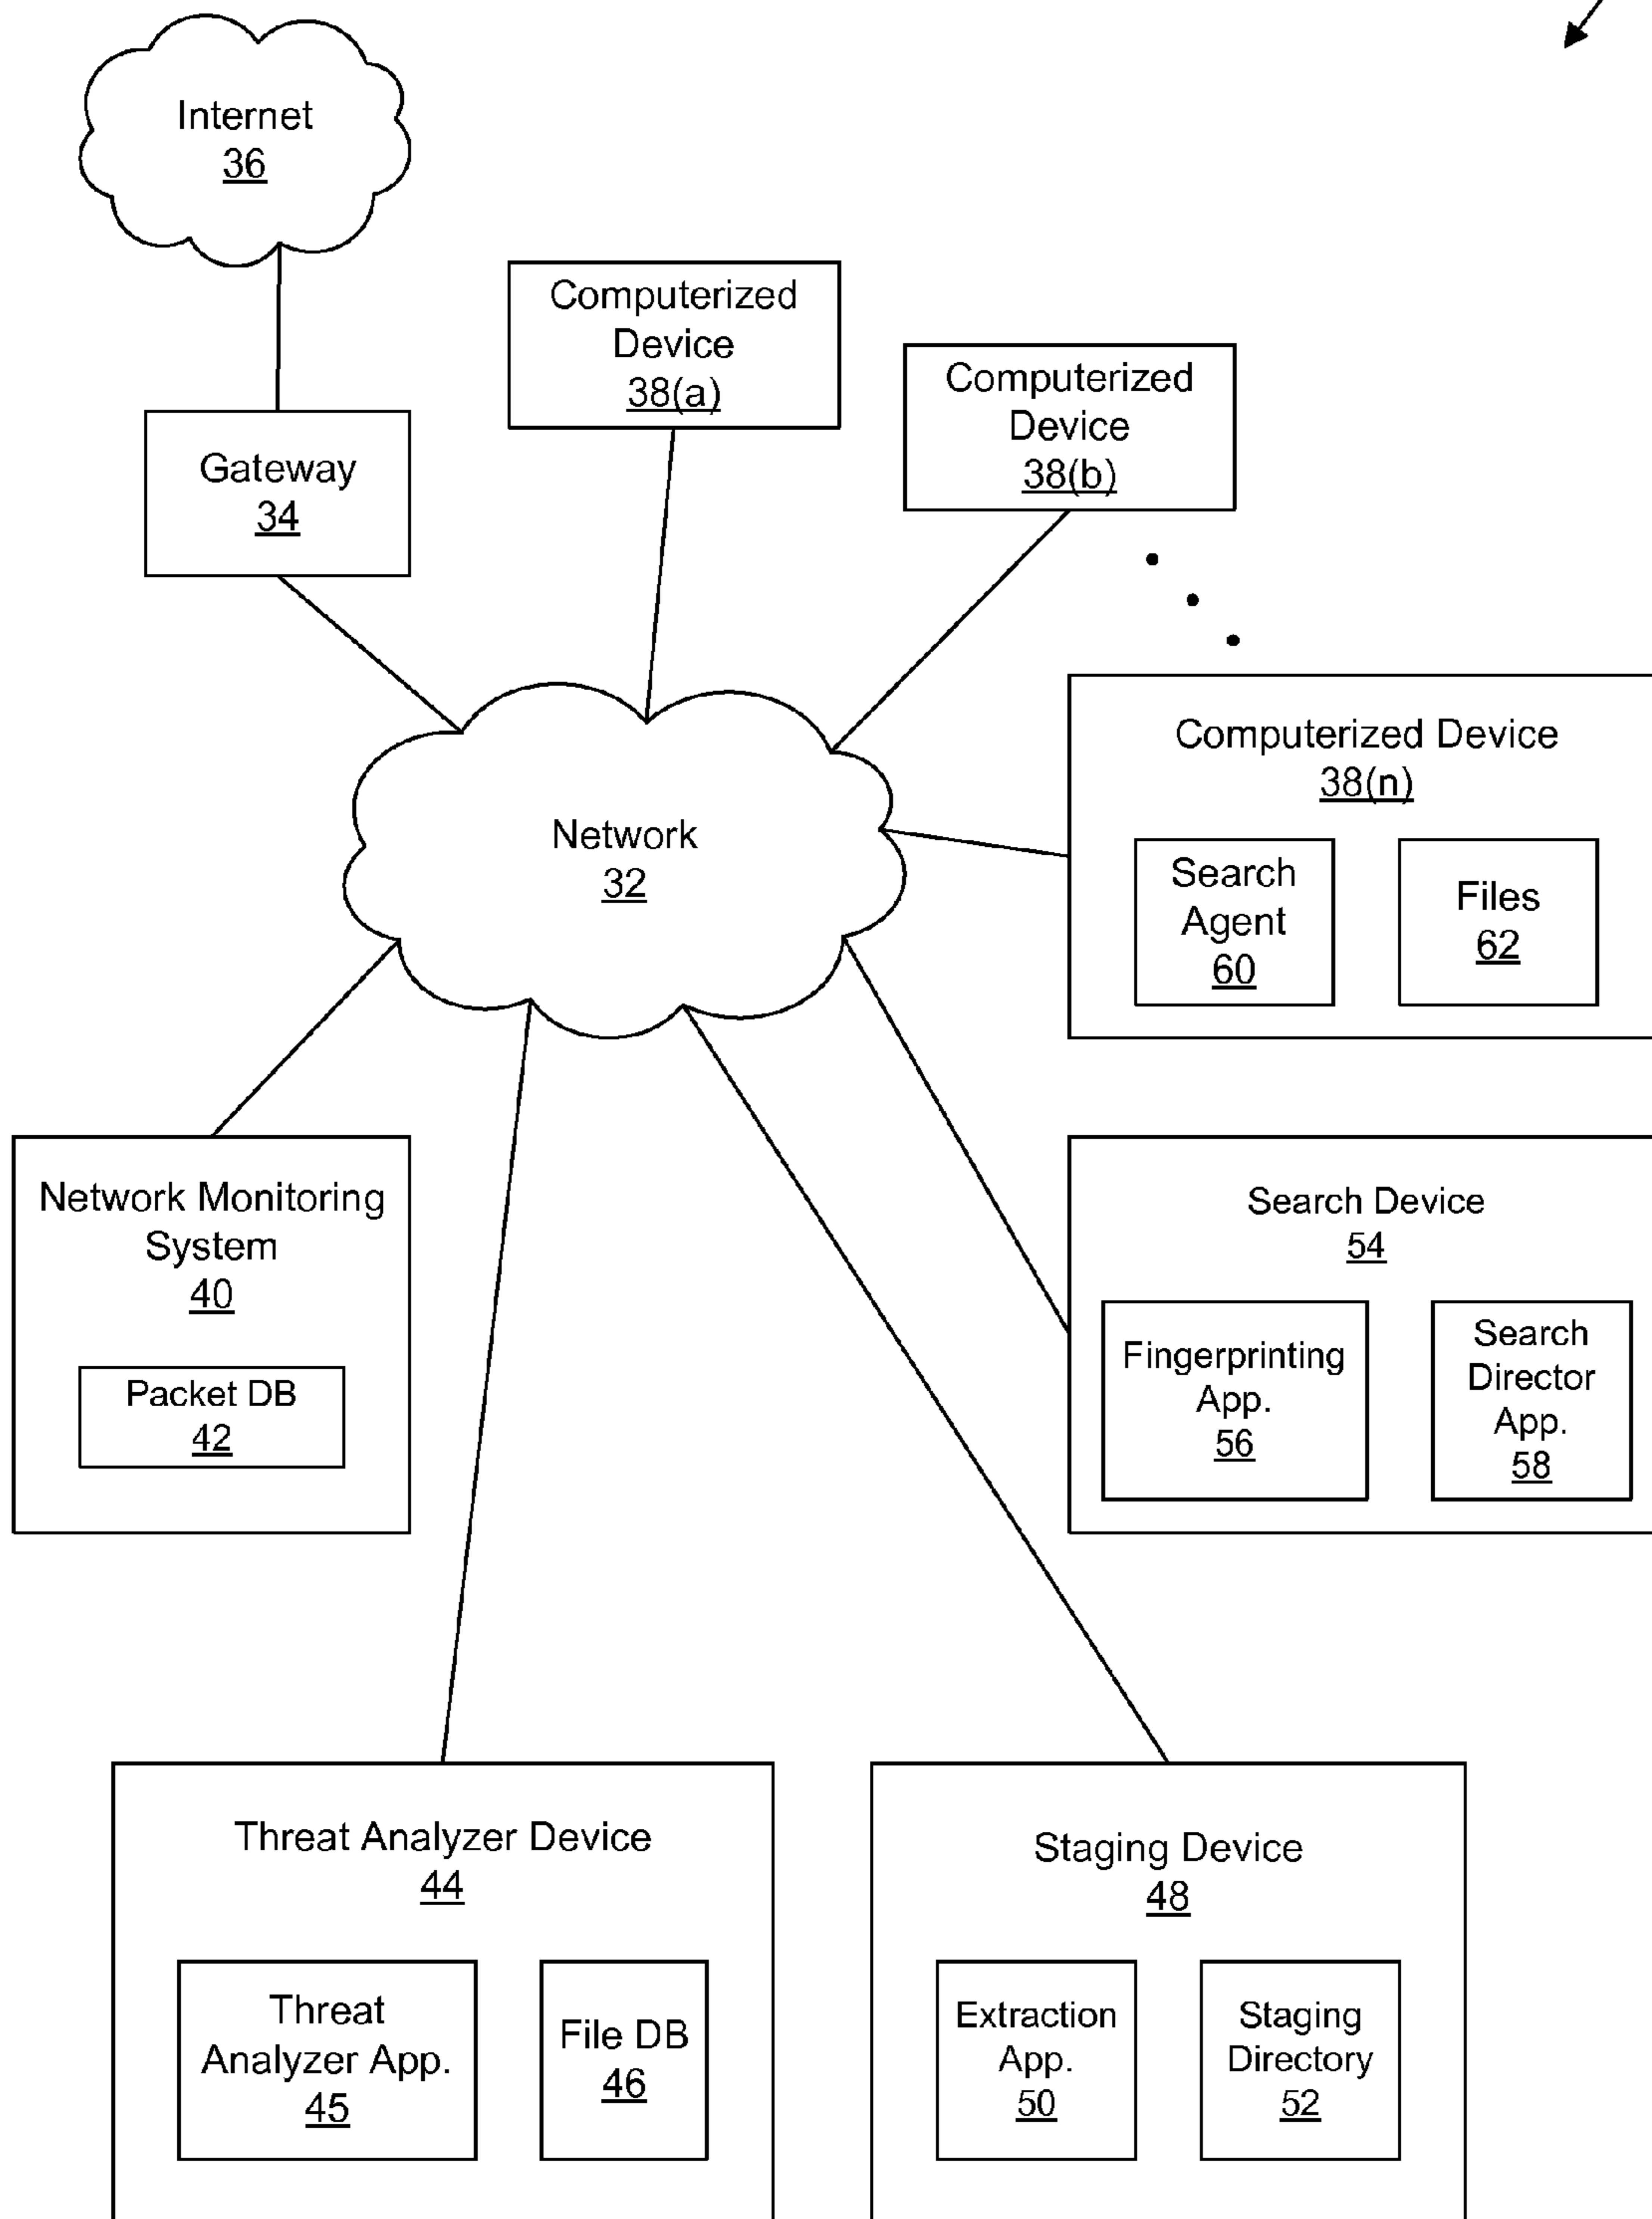 Internet
36
Computerized
Device
38(a)
Computerized
Device
38(b)
Gateway
34
Computerized Device
38(n)
Search
Agent
60
Files
62
Network
32
Network Monitoring
System
40
Packet DB
42
Search Device
54
Fingerprinting
App.
56
Search
Director
App.
58
Threat Analyzer Device
44
Threat
Analyzer App.
45
File DB
46
Staging Device
48
Extraction
App.
50
Staging
Directory
52